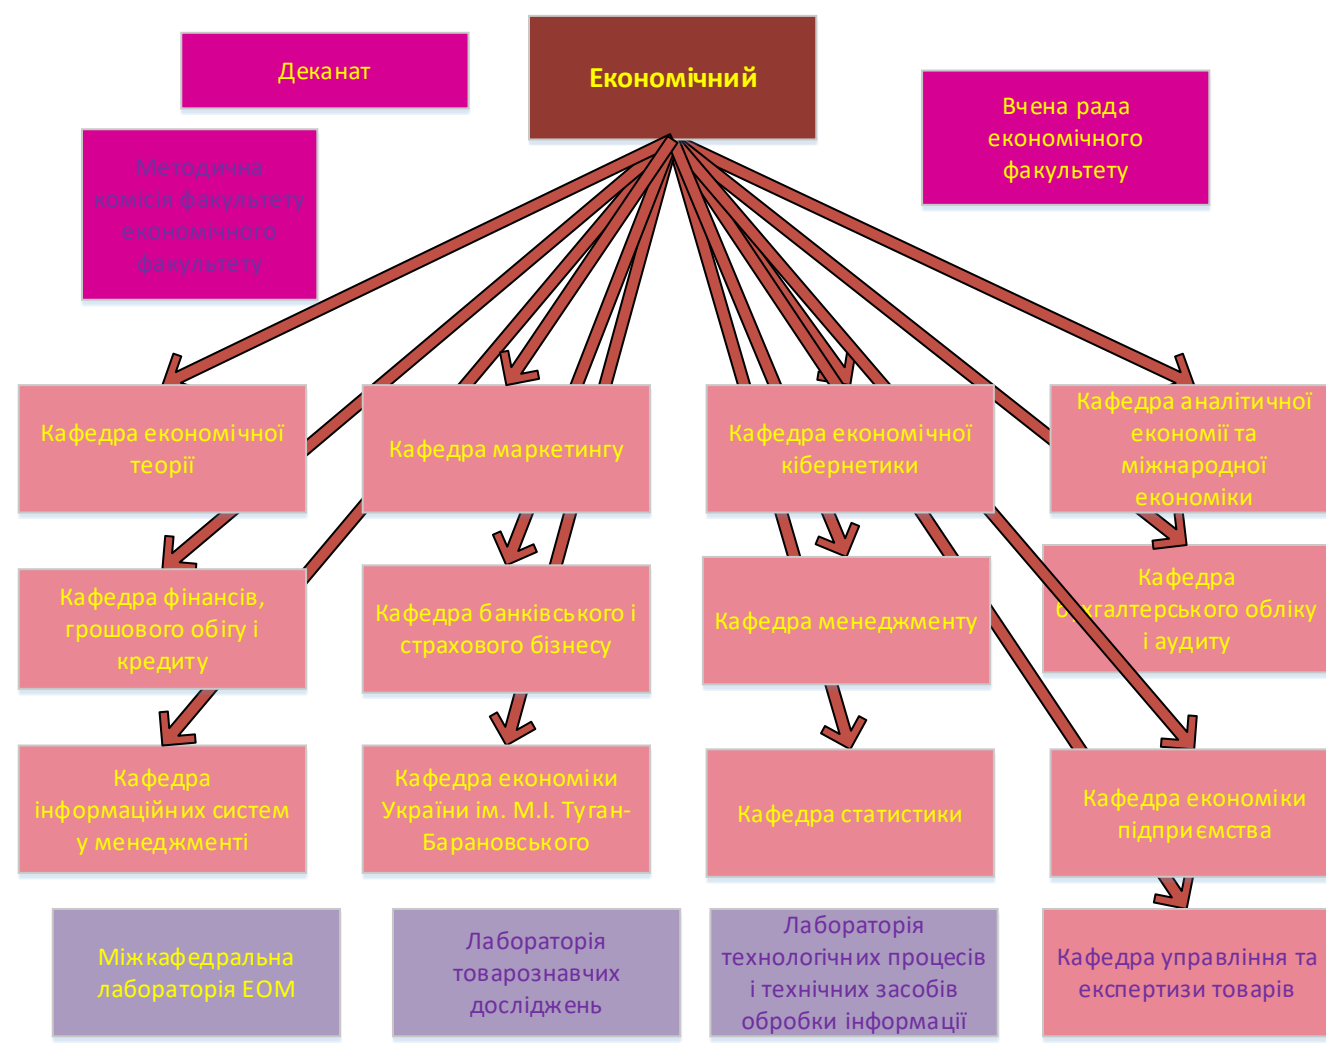 Деканат
Економічний
Вчена рада
економічного
факультету
Методична
комісія факультету
економічного
факультету
Кафедра економічної
теорії
Кафедра маркетингу
Кафедра економічної
кібернетики
Кафедра аналітичної
економії та
міжнародної
економіки
Кафедра фінансів,
грошового обігу і
кредиту
Кафедра банківського і
страхового бізнесу
Кафедра менеджменту
Кафедра
бухгалтерського обліку
і аудиту
Кафедра
інформаційних систем
у менеджменті
Кафедра економіки
України ім. М.І. Туган-
Барановського
Кафедра статистики
Кафедра економіки
підприємства
Міжкафедральна
лабораторія ЕОМ
Лабораторія
товарознавчих
досліджень
Лабораторія
технологічних процесів
і технічних засобів
обробки інформації
Кафедра управління та
експертизи товарів